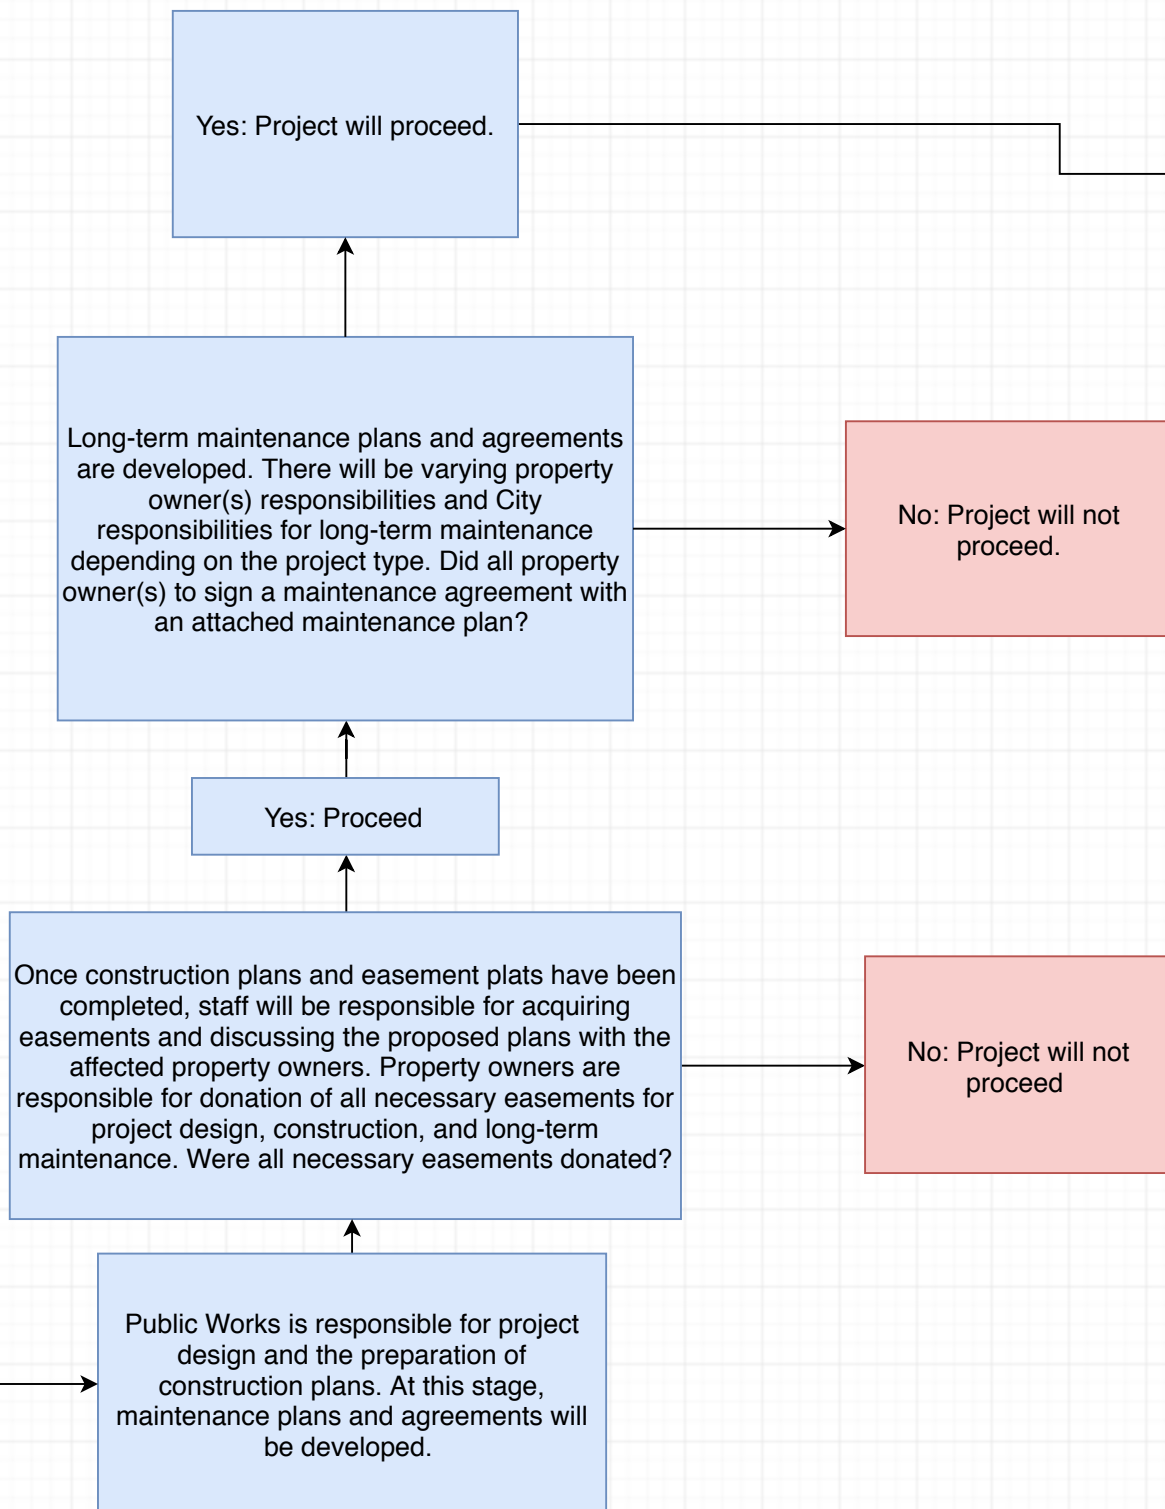 Yes: Project will proceed.
Long-term maintenance plans and agreements
are developed. There will be varying property
owner(s) responsibilities and City
responsibilities for long-term maintenance
depending on the project type. Did all property
owner(s) to sign a maintenance agreement with
an attached maintenance plan?
No: Project will not
proceed.
Yes: Proceed
Once construction plans and easement plats have been
completed, staff will be responsible for acquiring
easements and discussing the proposed plans with the
affected property owners. Property owners are
responsible for donation of all necessary easements for
project design, construction, and long-term
maintenance. Were all necessary easements donated?
No: Project will not
proceed
Public Works is responsible for project
design and the preparation of
construction plans. At this stage,
maintenance plans and agreements will
be developed.